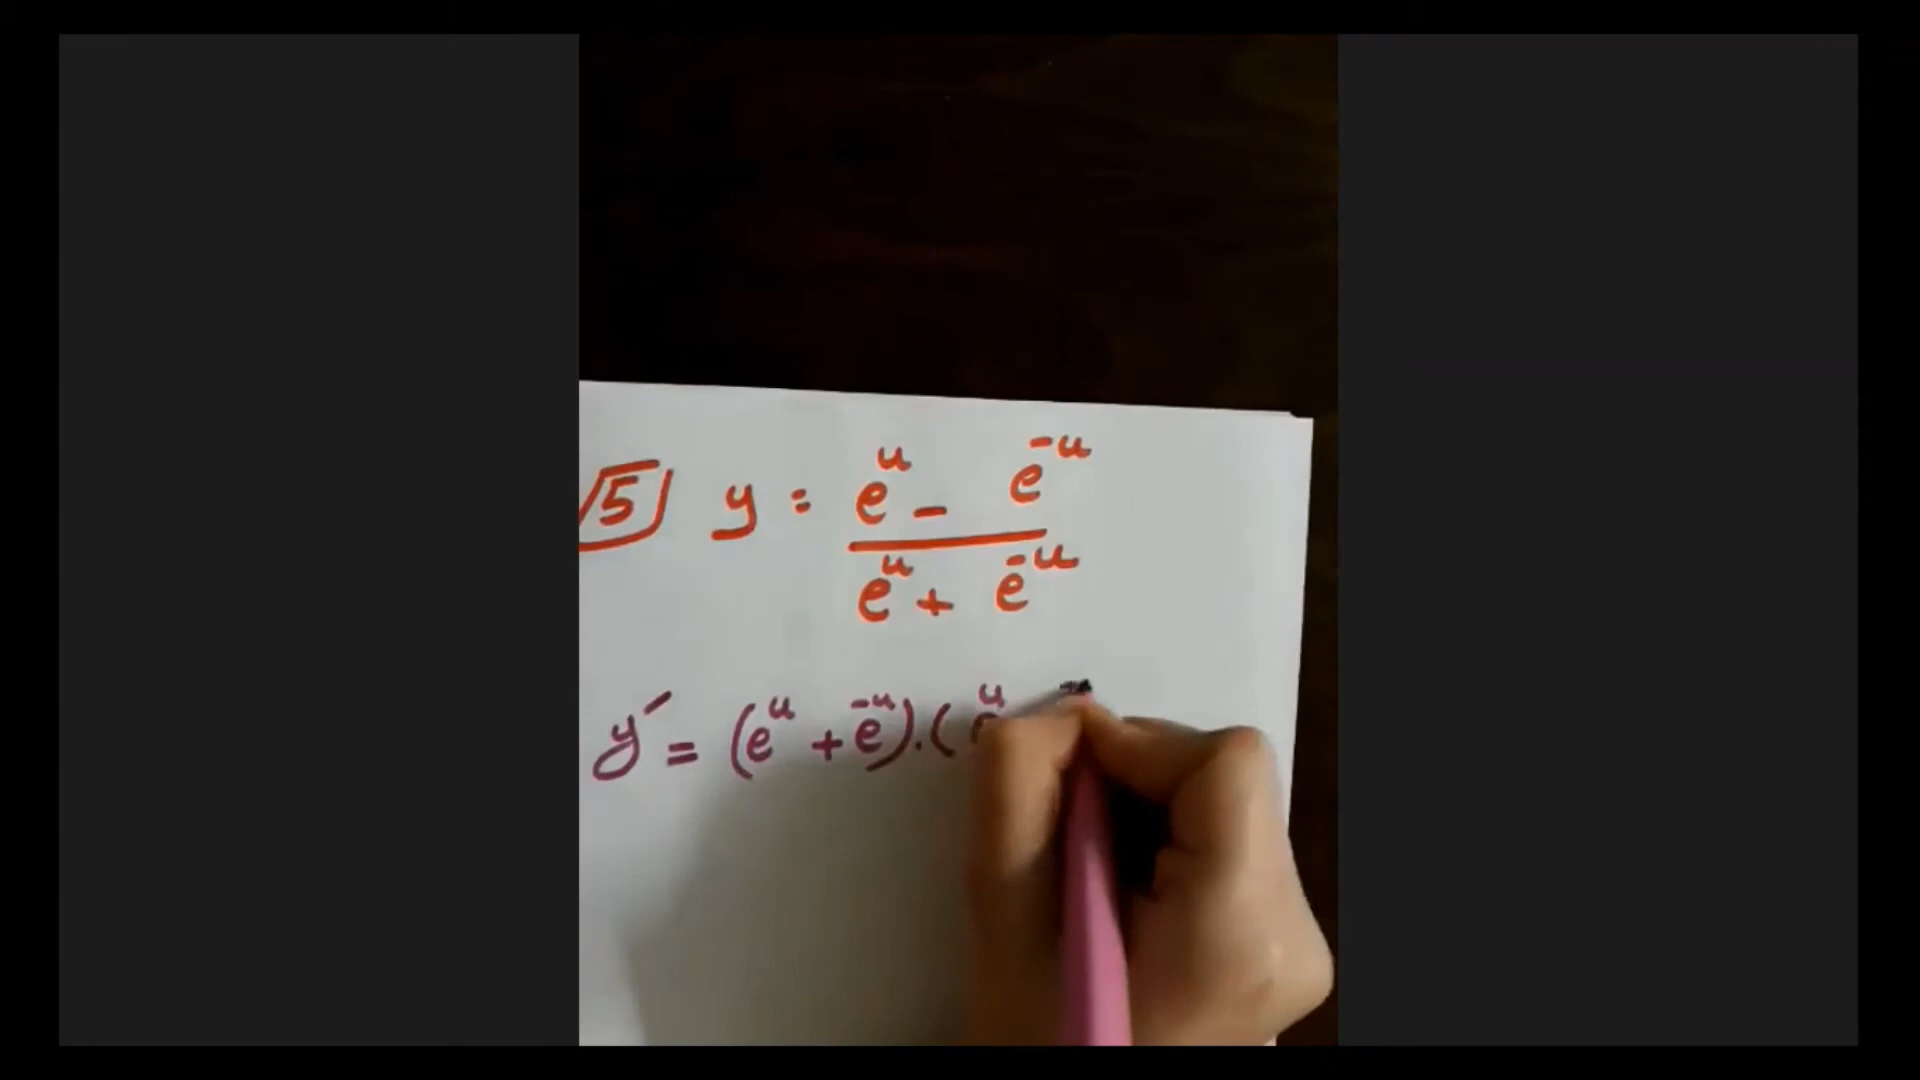 5 y = (e^u - e^-u) / (e^u + e^-u)
y' = (e^u + e^-u).(e^u